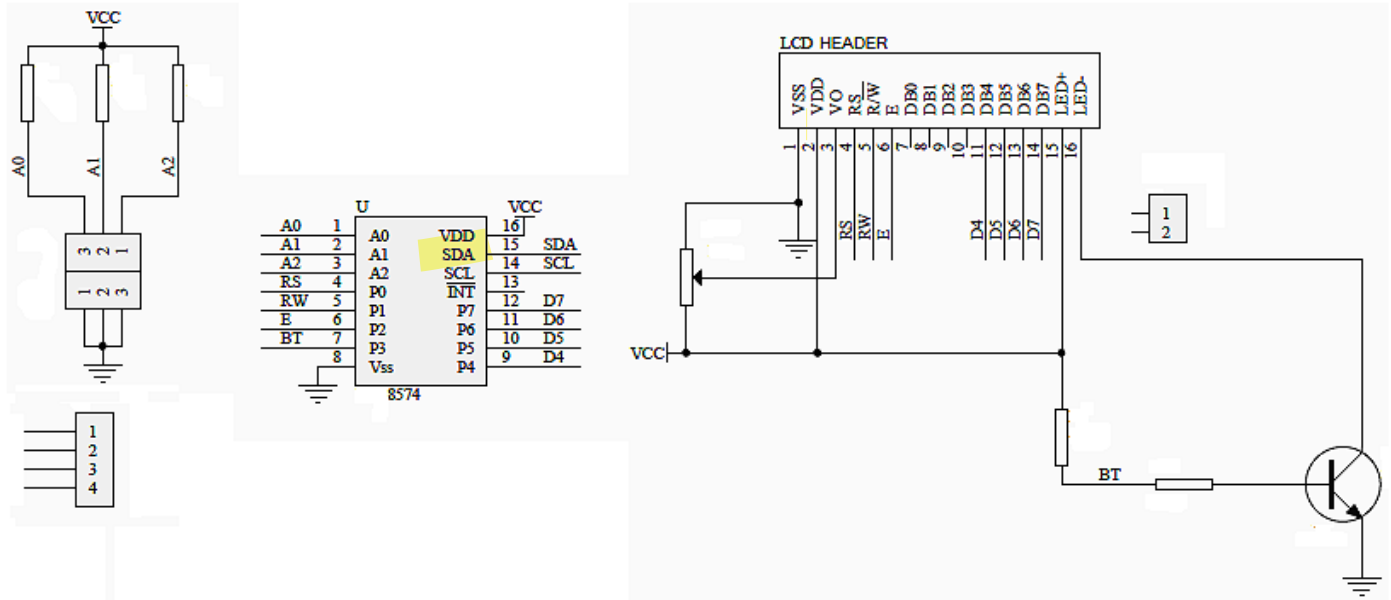 VCC
A0 A1 A2
3 2 1
1 2 3
1
2
3
4
U
VCC
A0 1 A0 VDD 16
A1 2 A1 SDA 15 SDA
A2 3 A2 SCL 14 SCL
RS 4 P0 INT 13
RW 5 P1 P7 12 D7
E 6 P2 P6 11 D6
BT 7 P3 P5 10 D5
8 Vss P4 9 D4
8574
LCD HEADER
VSS VDD VO RS R/W E DB0 DB1 DB2 DB3 DB4 DB5 DB6 DB7 LED+ LED-
1 2 3 4 5 6 7 8 9 10 11 12 13 14 15 16
RS RW E D4 D5 D6 D7
1
2
VCC
BT